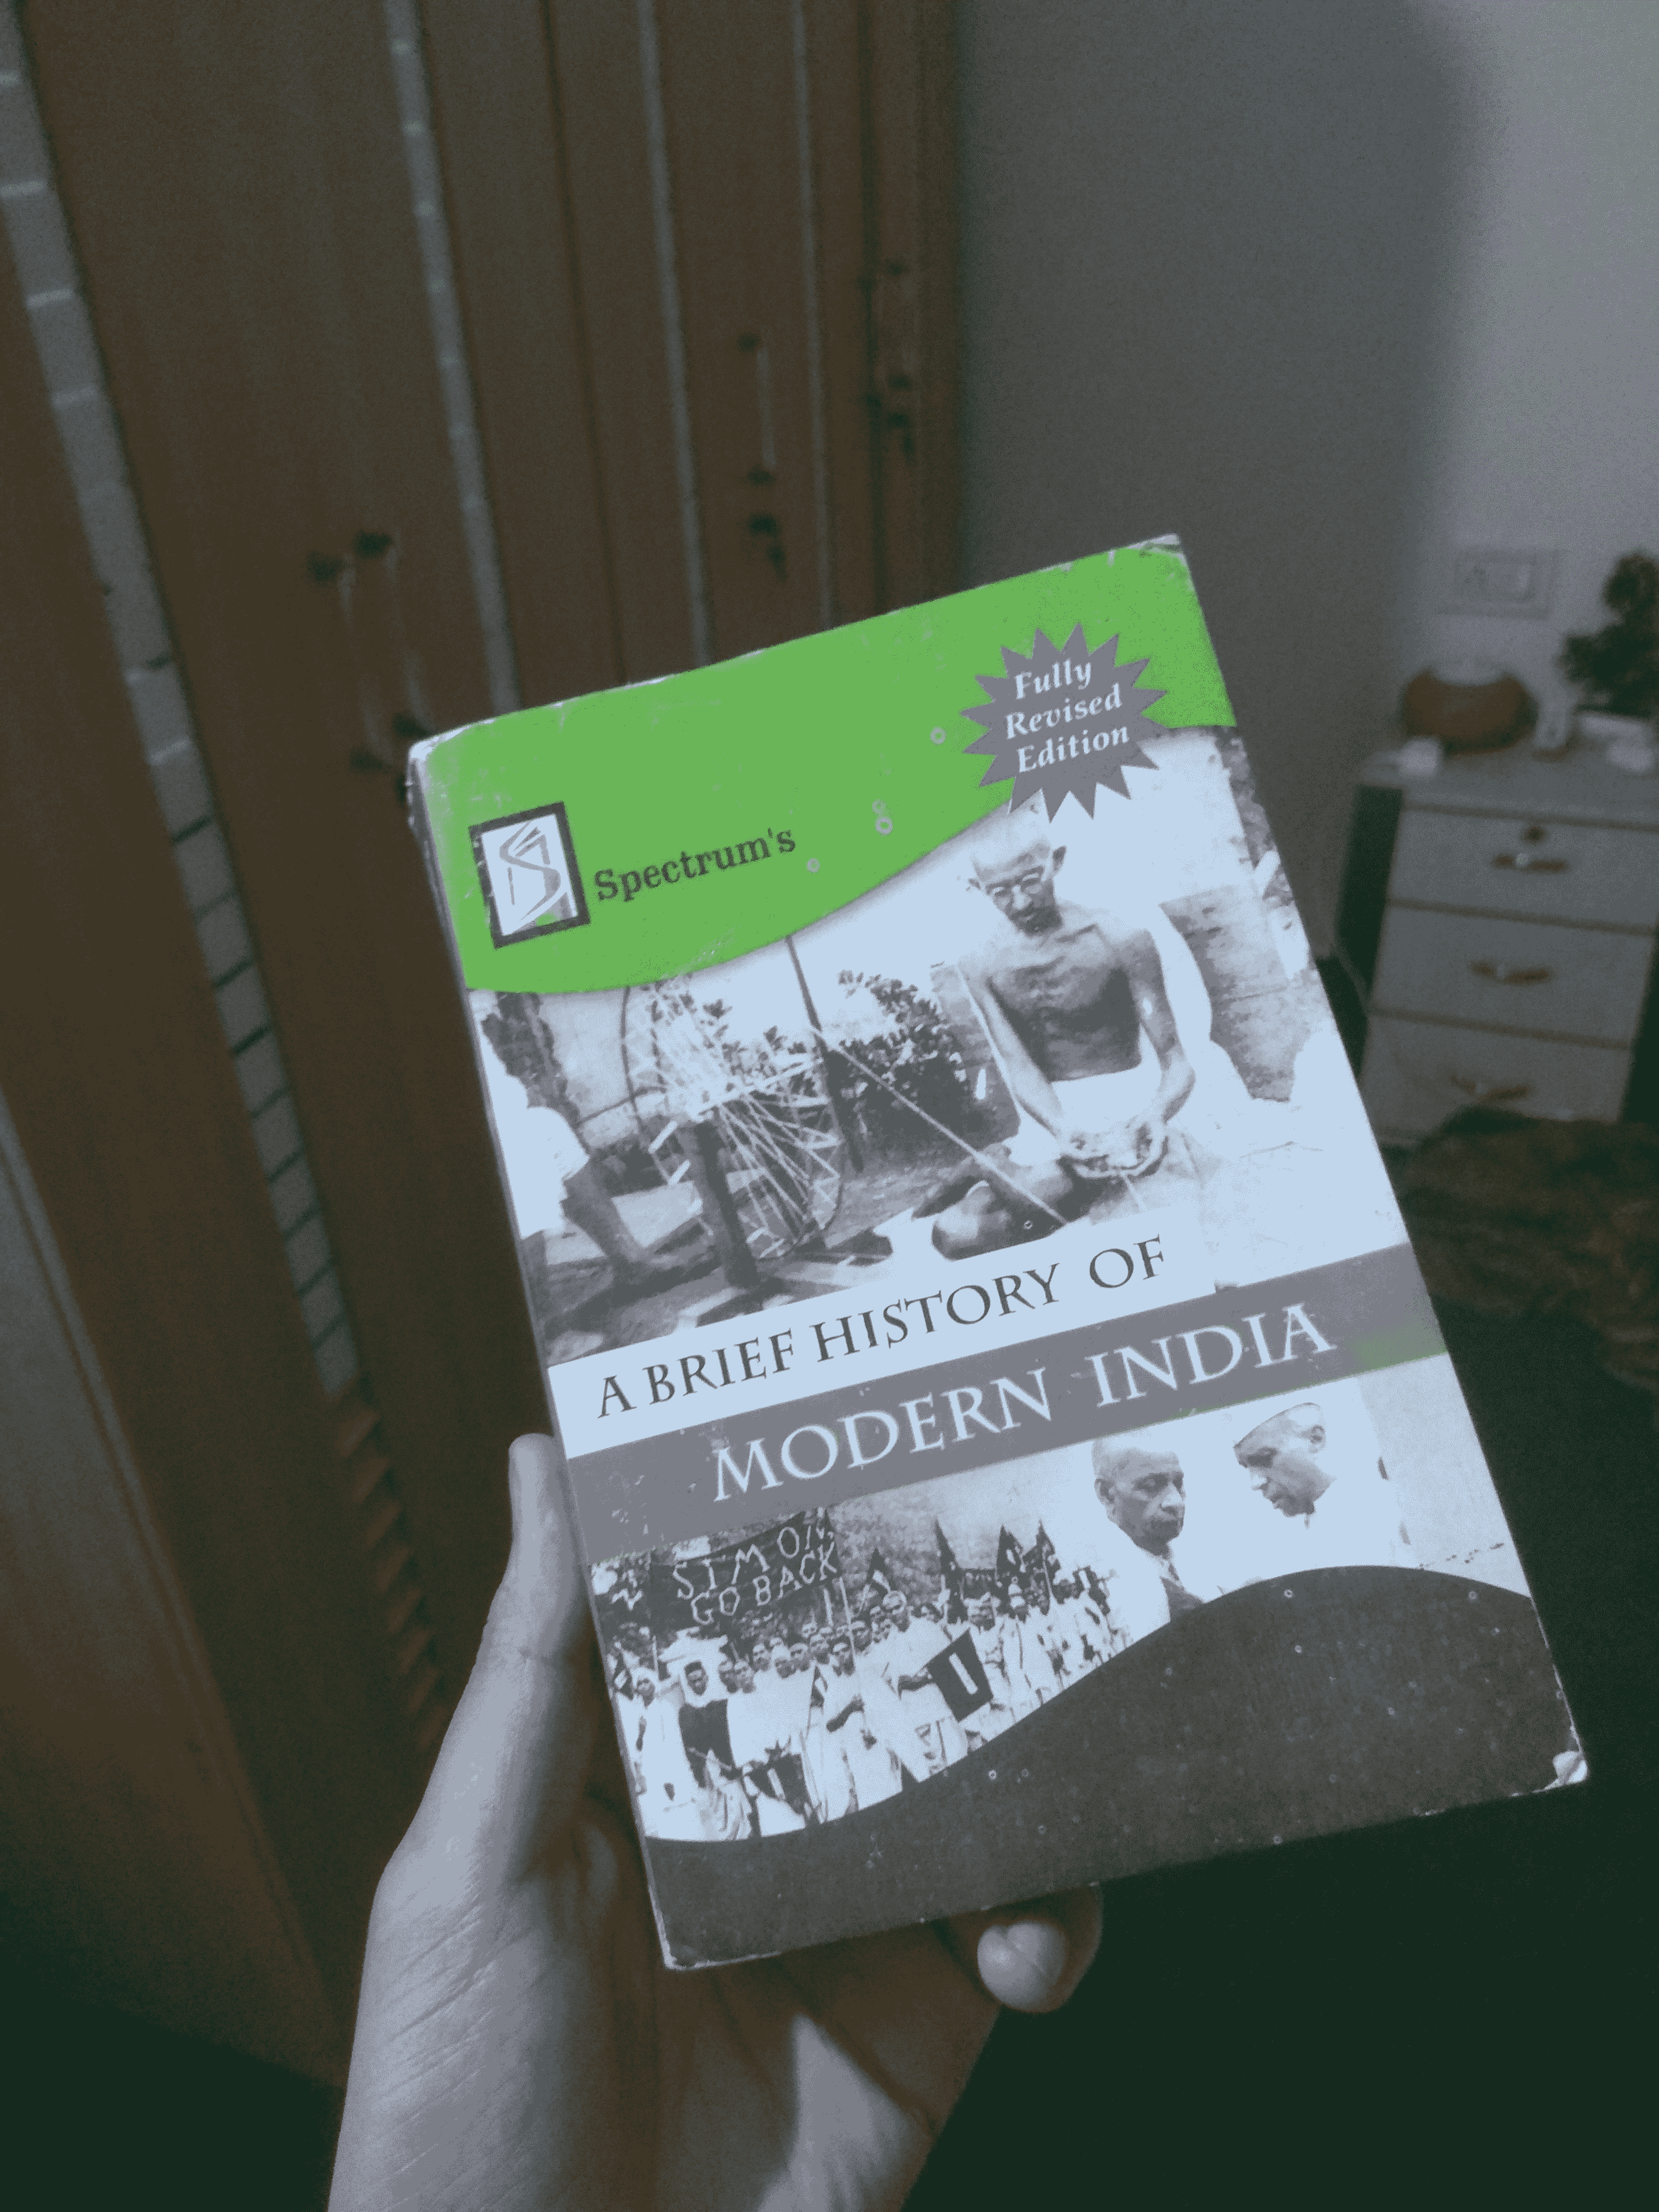 Fully
Revised
Edition
Spectrum's
A BRIEF HISTORY OF
MODERN INDIA
SIMON
GO BACK